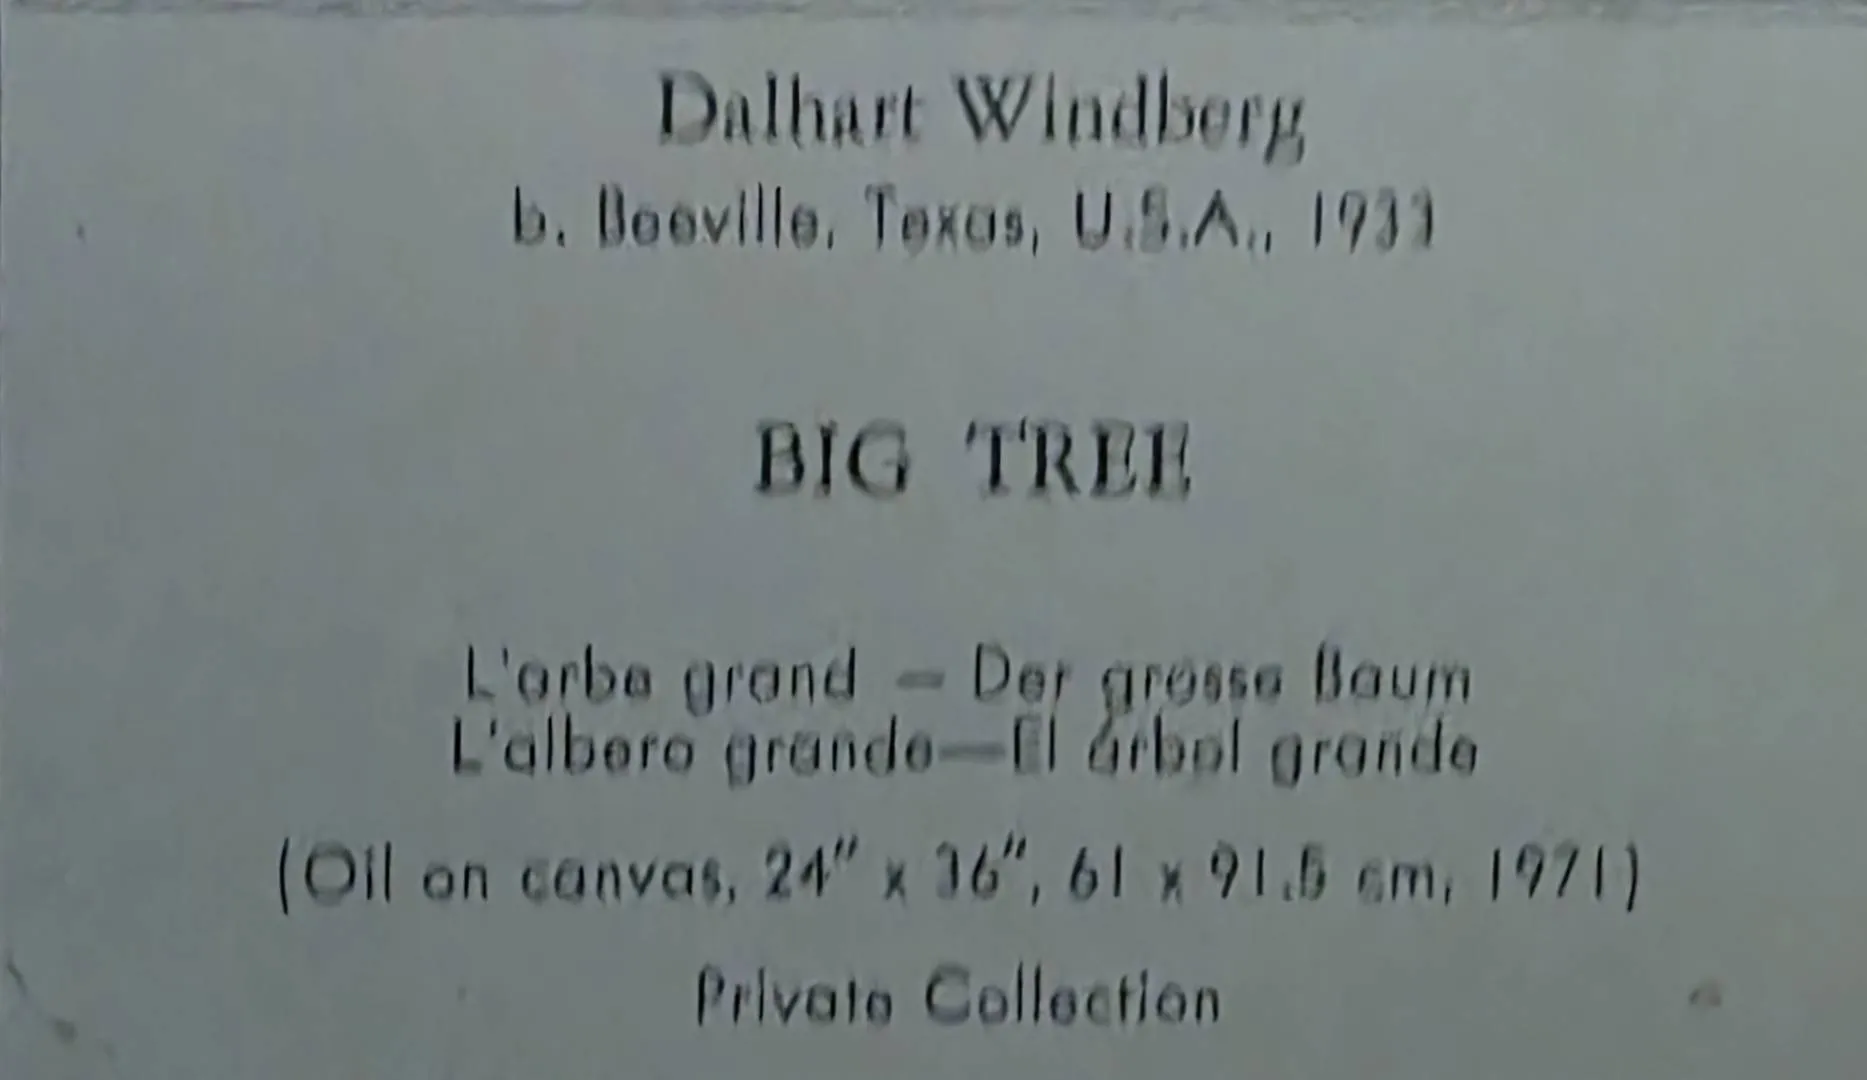 Dalhart Windberg
b. Beeville, Texas, U.S.A., 1933
BIG TREE
L'arbe grand — Der grosse Baum
L'albero grande—El árbol grande
(Oil on canvas, 24" x 36", 61 x 91.5 cm, 1971)
Private Collection